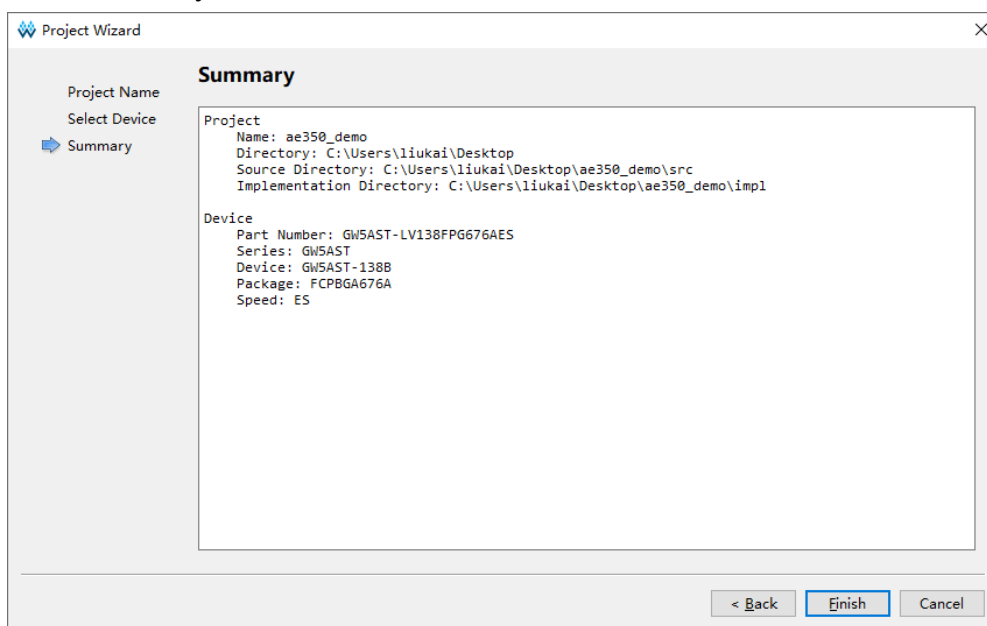 Project Wizard
Project Name
Select Device
Summary
Summary
Project
Name: ae350_demo
Directory: C:\Users\liukai\Desktop
Source Directory: C:\Users\liukai\Desktop\ae350_demo\src
Implementation Directory: C:\Users\liukai\Desktop\ae350_demo\impl
Device
Part Number: GW5AST-LV138FPG676AES
Series: GW5AST
Device: GW5AST-138B
Package: FCPBGA676A
Speed: ES
< Back Finish Cancel